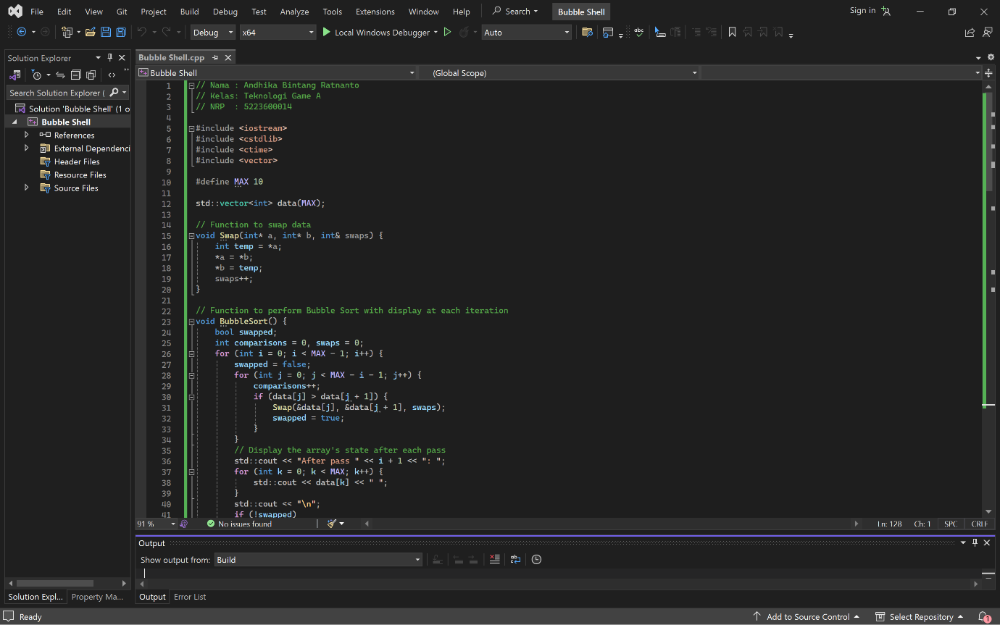 File Edit View Git Project Build Debug Test Analyze Tools Extensions Window Help Search Bubble Shell Sign in
Debug x64 Local Windows Debugger Auto
Solution Explorer
Search Solution Explorer (
Solution 'Bubble Shell' (1 o
Bubble Shell
References
External Dependenci
Header Files
Resource Files
Source Files
Solution Expl... Property Ma...
Bubble Shell.cpp
Bubble Shell (Global Scope)
1 // Nama : Andhika Bintang Ratnanto
2 // Kelas: Teknologi Game A
3 // NRP  : 5223600014
4
5 #include <iostream>
6 #include <cstdlib>
7 #include <ctime>
8 #include <vector>
9
10 #define MAX 10
11
12 std::vector<int> data(MAX);
13
14 // Function to swap data
15 void Swap(int* a, int* b, int& swaps) {
16     int temp = *a;
17     *a = *b;
18     *b = temp;
19     swaps++;
20 }
21
22 // Function to perform Bubble Sort with display at each iteration
23 void BubbleSort() {
24     bool swapped;
25     int comparisons = 0, swaps = 0;
26     for (int i = 0; i < MAX - 1; i++) {
27         swapped = false;
28         for (int j = 0; j < MAX - i - 1; j++) {
29             comparisons++;
30             if (data[j] > data[j + 1]) {
31                 Swap(&data[j], &data[j + 1], swaps);
32                 swapped = true;
33             }
34         }
35         // Display the array's state after each pass
36         std::cout << "After pass " << i + 1 << ": ";
37         for (int k = 0; k < MAX; k++) {
38             std::cout << data[k] << " ";
39         }
40         std::cout << "\n";
41         if (!swapped)
91 % No issues found Ln: 128 Ch: 1 SPC CRLF
Output
Show output from: Build
Output Error List
Ready Add to Source Control Select Repository 1